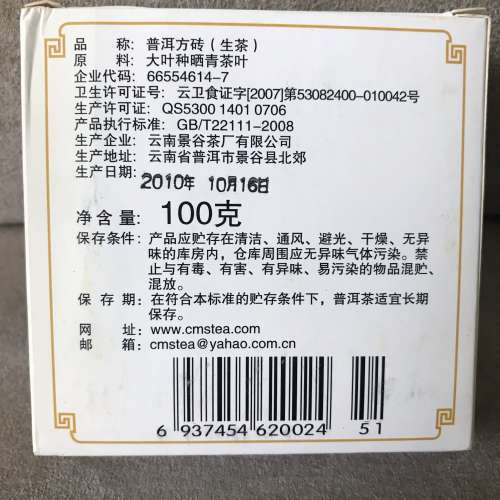 品　　称: 普洱方砖（生茶）
原　　料: 大叶种晒青茶叶
企业代码: 66554614-7
卫生许可证号: 云卫食证字[2007]第53082400-010042号
生产许可证: QS5300 1401 0706
产品执行标准: GB/T22111-2008
生产企业: 云南景谷茶厂有限公司
生产地址: 云南省普洱市景谷县北郊
生产日期: 2010年 10月16日
净含量: 100克
保存条件: 产品应贮存在清洁、通风、避光、干燥、无异
味的库房内，仓库周围应无异味气体污染。禁
止与有毒、有害、有异味、易污染的物品混贮、
混放。
保 存 期: 在符合本标准的贮存条件下，普洱茶适宜长期
保存。
网　　址: www.cmstea.com
邮　　箱: cmstea@yahao.com.cn
6 937454 620024 51